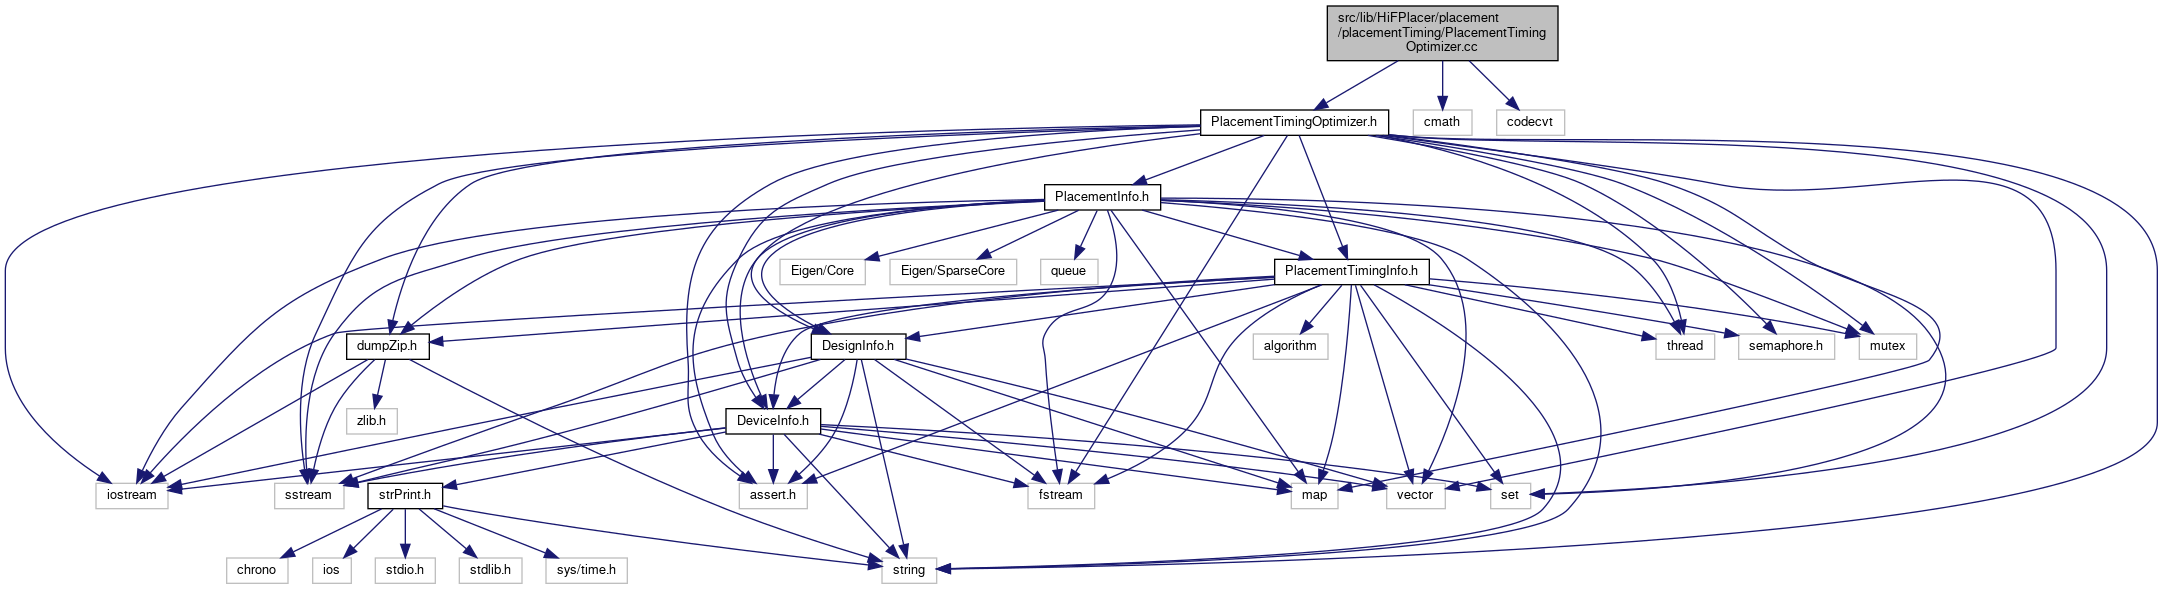 src/lib/HiFPlacer/placement
/placementTiming/PlacementTiming
Optimizer.cc
PlacementTimingOptimizer.h
cmath
codecvt
PlacementInfo.h
Eigen/Core
Eigen/SparseCore
queue
PlacementTimingInfo.h
dumpZip.h
DesignInfo.h
algorithm
thread
semaphore.h
mutex
zlib.h
DeviceInfo.h
iostream
sstream
strPrint.h
assert.h
fstream
map
vector
set
chrono
ios
stdio.h
stdlib.h
sys/time.h
string